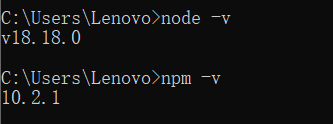 C:\Users\Lenovo>node -v
v18.18.0
C:\Users\Lenovo>npm -v
10.2.1